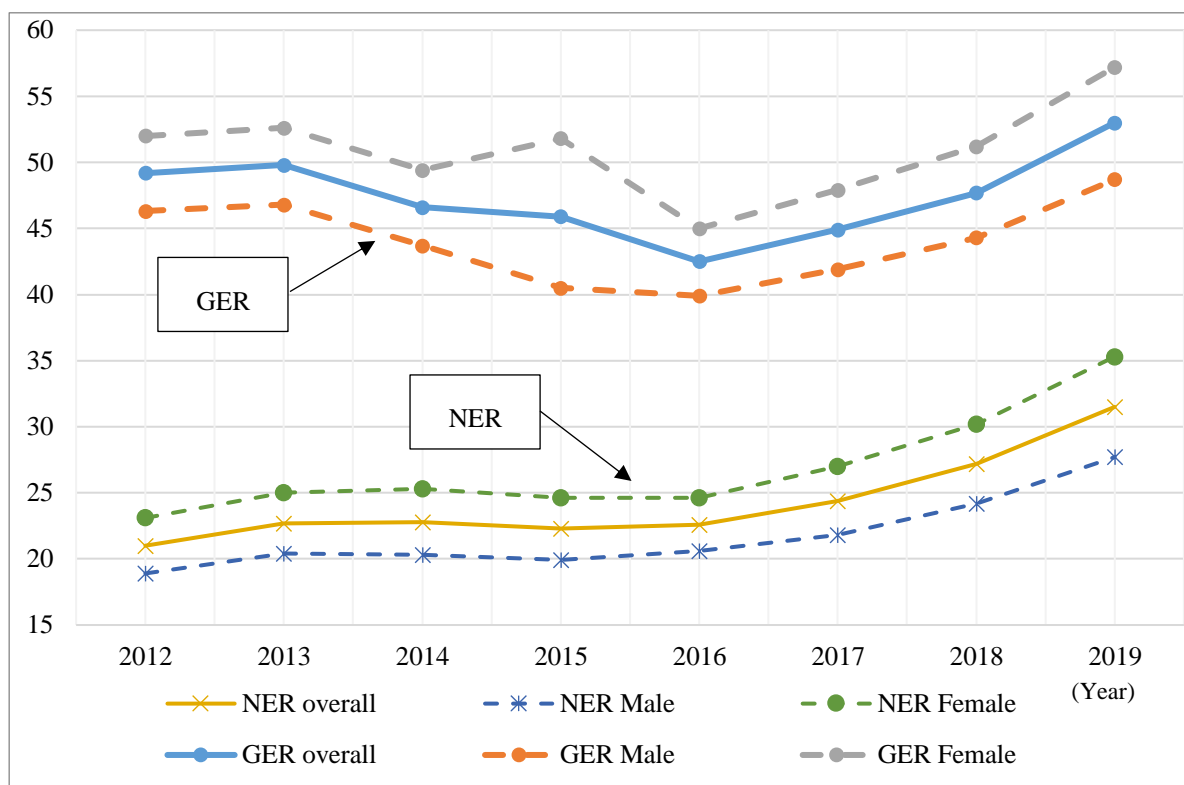 60
55
50
45
40
35
30
25
20
15
GER
NER
2012 2013 2014 2015 2016 2017 2018 2019
(Year)
NER overall NER Male NER Female
GER overall GER Male GER Female